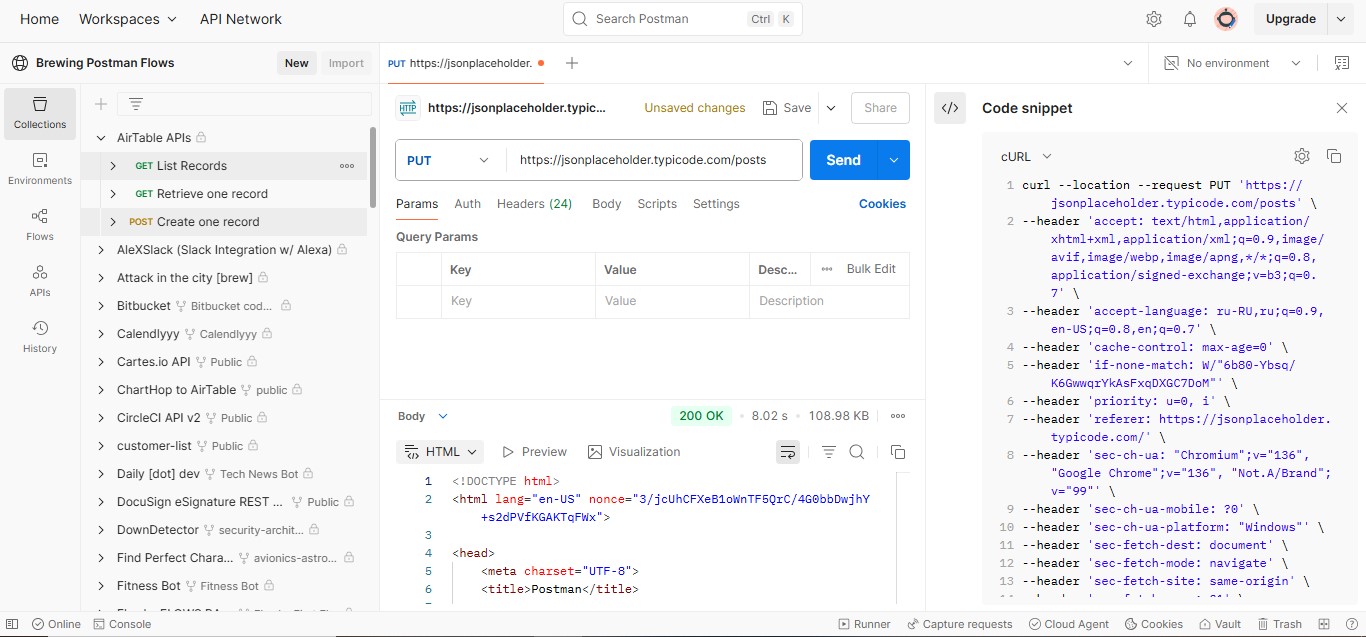 Home
Workspaces
API Network
Search Postman
Ctrl
K
Upgrade
Brewing Postman Flows
New
Import
PUT https://jsonplaceholder.
No environment
Collections
Environments
Flows
APIs
History
AirTable APIs
GET List Records
GET Retrieve one record
POST Create one record
AleXSlack (Slack Integration w/ Alexa)
Attack in the city [brew]
Bitbucket Bitbucket cod...
Calendlyyy Calendlyyy
Cartes.io API Public
ChartHop to AirTable public
CircleCI API v2 Public
customer-list Public
Daily [dot] dev Tech News Bot
DocuSign eSignature REST ... Public
DownDetector security-archit...
Find Perfect Chara... avionics-astro...
Fitness Bot Fitness Bot
HTTP
https://jsonplaceholder.typic...
Unsaved changes
Save
Share
PUT
https://jsonplaceholder.typicode.com/posts
Send
Params
Auth
Headers (24)
Body
Scripts
Settings
Cookies
Query Params
Key
Value
Desc...
Bulk Edit
Key
Value
Description
Body
200 OK
8.02 s
108.98 KB
HTML
Preview
Visualization
1 <!DOCTYPE html>
2 <html lang="en-US" nonce="3/jcUhCFXeB1oWnTF5QrC/4G0bbDwjhY
+s2dPVfKGAKTqFWx">
3
4 <head>
5 <meta charset="UTF-8">
6 <title>Postman</title>
Code snippet
cURL
1 curl --location --request PUT 'https://
jsonplaceholder.typicode.com/posts' \
2 --header 'accept: text/html,application/
xhtml+xml,application/xml;q=0.9,image/
avif,image/webp,image/apng,*/*;q=0.8,
application/signed-exchange;v=b3;q=0.
7' \
3 --header 'accept-language: ru-RU,ru;q=0.9,
en-US;q=0.8,en;q=0.7' \
4 --header 'cache-control: max-age=0' \
5 --header 'if-none-match: W/"6b80-Ybsq/
K6GwwqrYkAsFxqDXGC7DoM"' \
6 --header 'priority: u=0, i' \
7 --header 'referer: https://jsonplaceholder.
typicode.com/' \
8 --header 'sec-ch-ua: "Chromium";v="136",
"Google Chrome";v="136", "Not.A/Brand";
v="99"' \
9 --header 'sec-ch-ua-mobile: ?0' \
10 --header 'sec-ch-ua-platform: "Windows"' \
11 --header 'sec-fetch-dest: document' \
12 --header 'sec-fetch-mode: navigate' \
13 --header 'sec-fetch-site: same-origin' \
Online
Console
Runner
Capture requests
Cloud Agent
Cookies
Vault
Trash